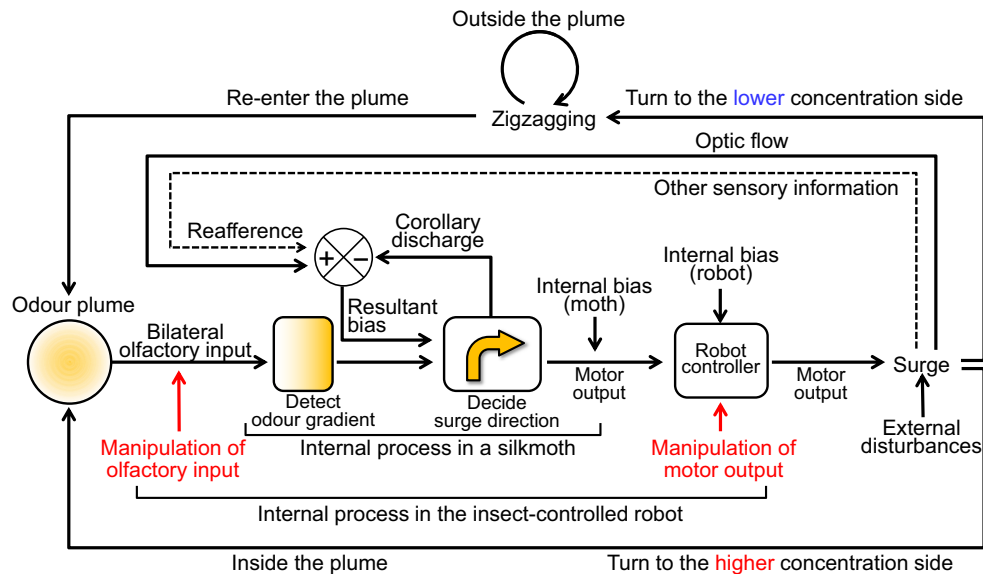 Outside the plume
Re-enter the plume
Zigzagging
Turn to the lower concentration side
Optic flow
Other sensory information
Reafference
+
−
Corollary
discharge
Internal bias
(robot)
Internal bias
(moth)
Odour plume
Resultant
bias
Bilateral
olfactory input
Robot
controller
Surge
Motor
output
Motor
output
Detect
odour gradient
Decide
surge direction
External
disturbances
Manipulation of
olfactory input
Internal process in a silkmoth
Manipulation of
motor output
Internal process in the insect-controlled robot
Inside the plume
Turn to the higher concentration side